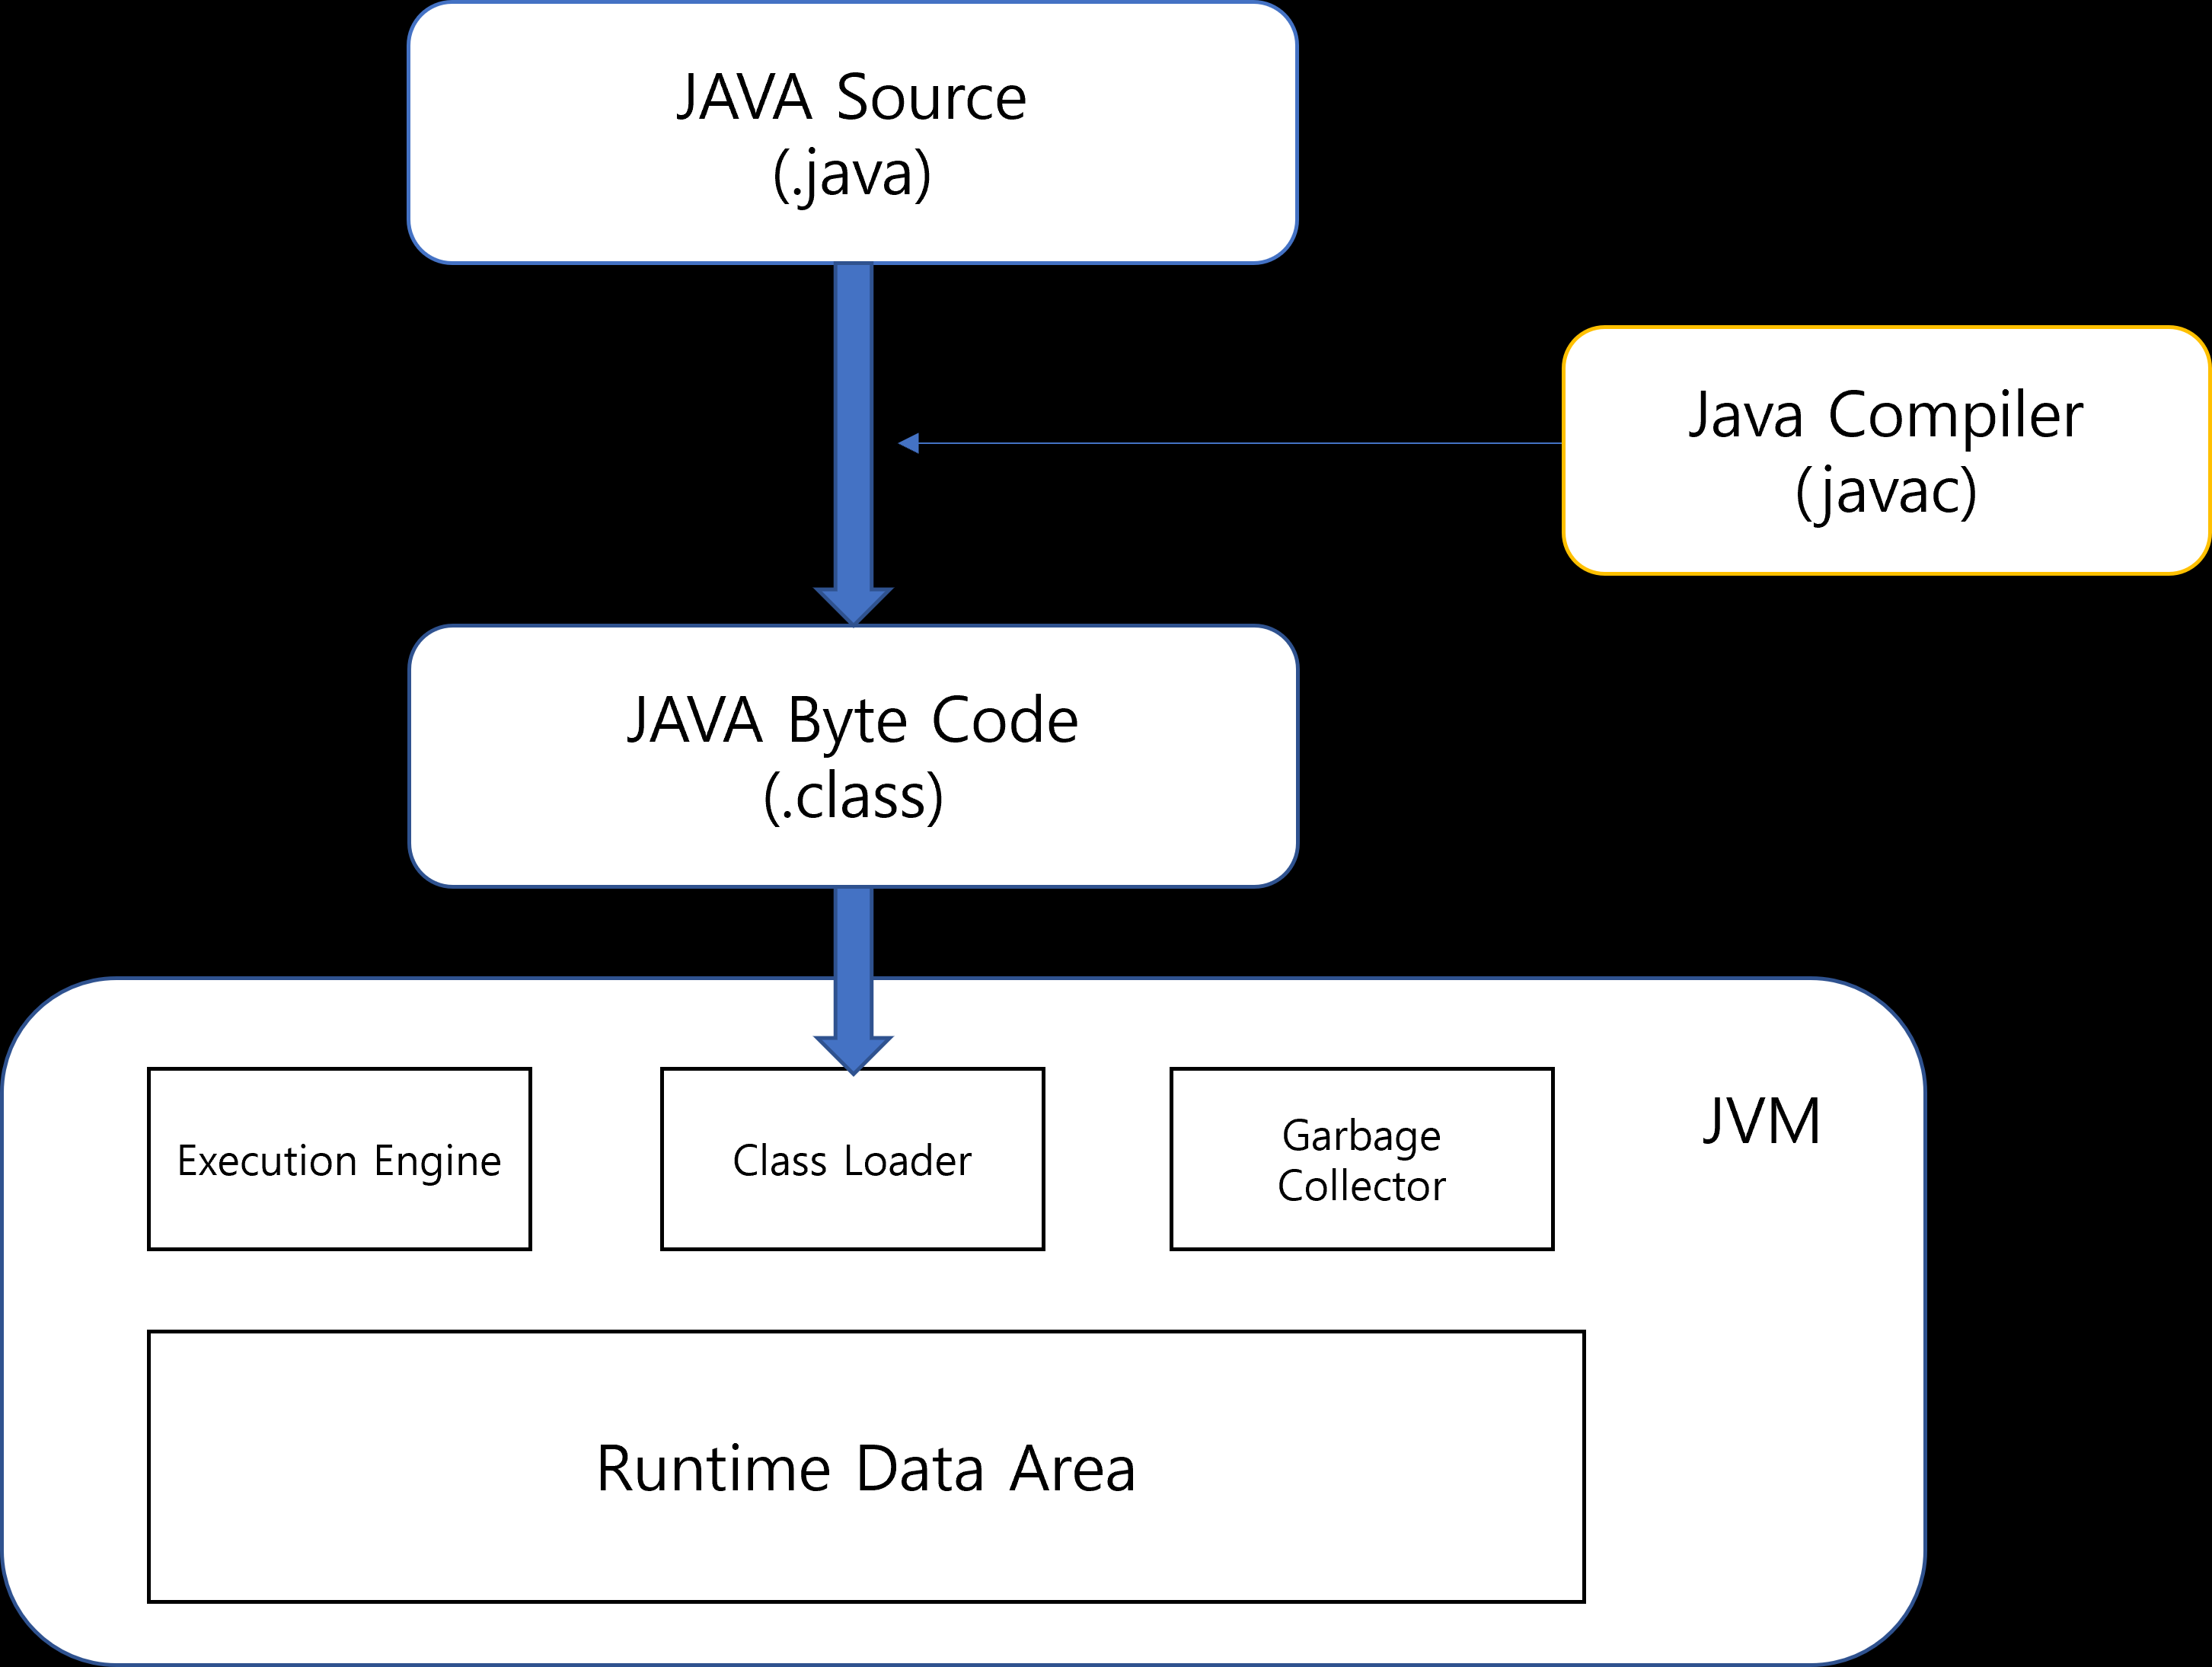 JAVA Source
(.java)
Java Compiler
(javac)
JAVA Byte Code
(.class)
JVM
Execution Engine
Class Loader
Garbage
Collector
Runtime Data Area